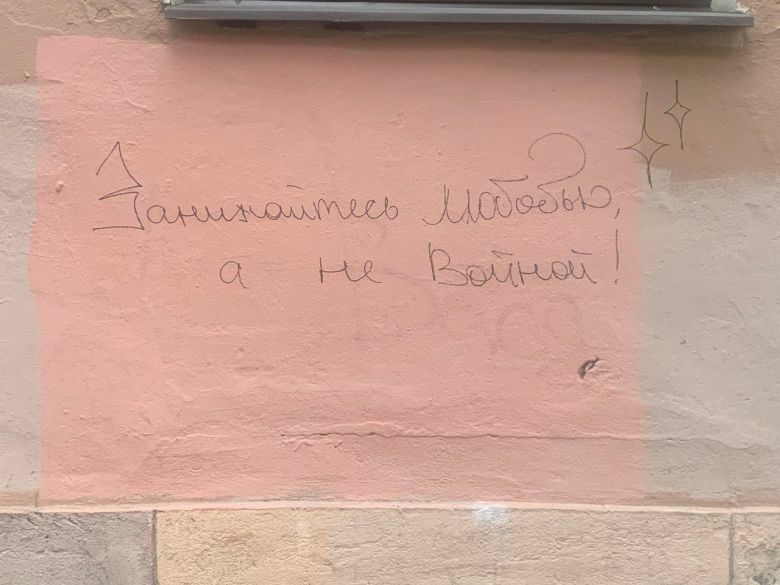 Занимайтесь Любовью,
а не Войной!